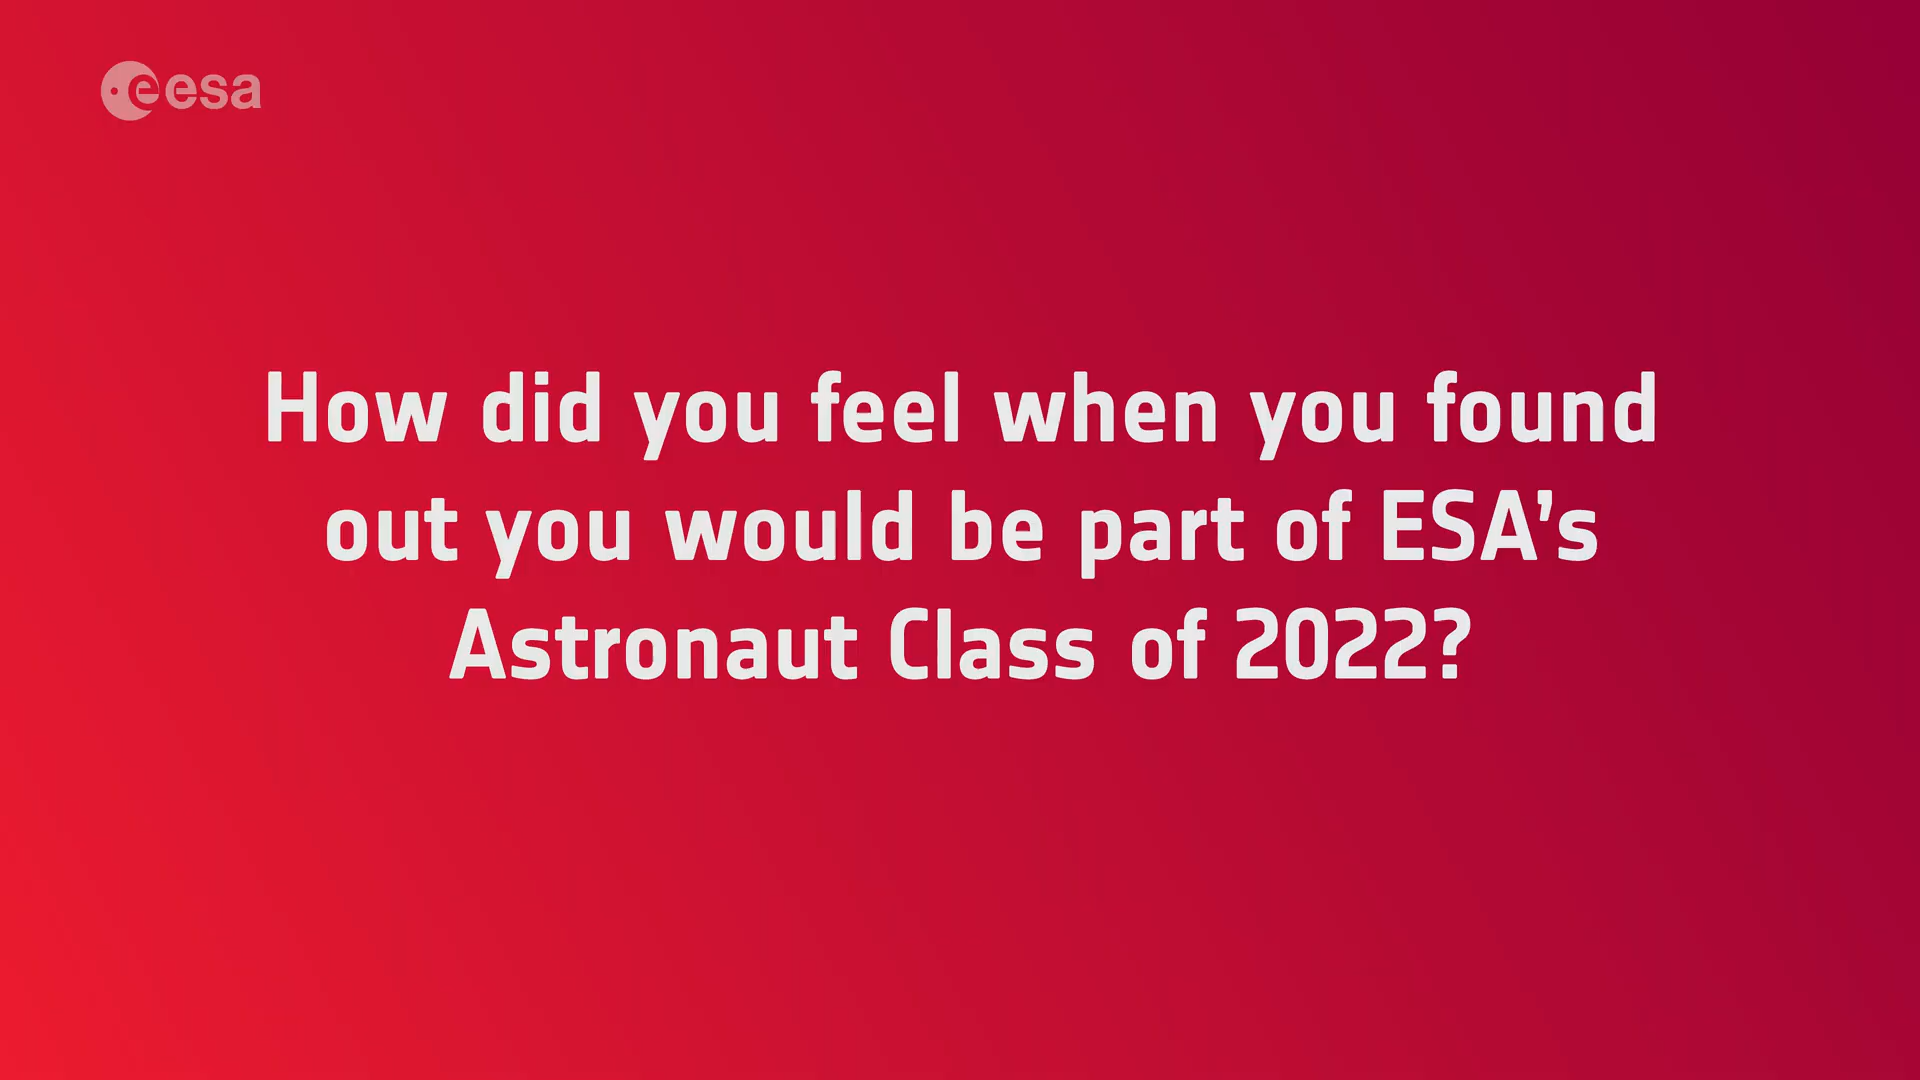 esa
How did you feel when you found
out you would be part of ESA’s
Astronaut Class of 2022?